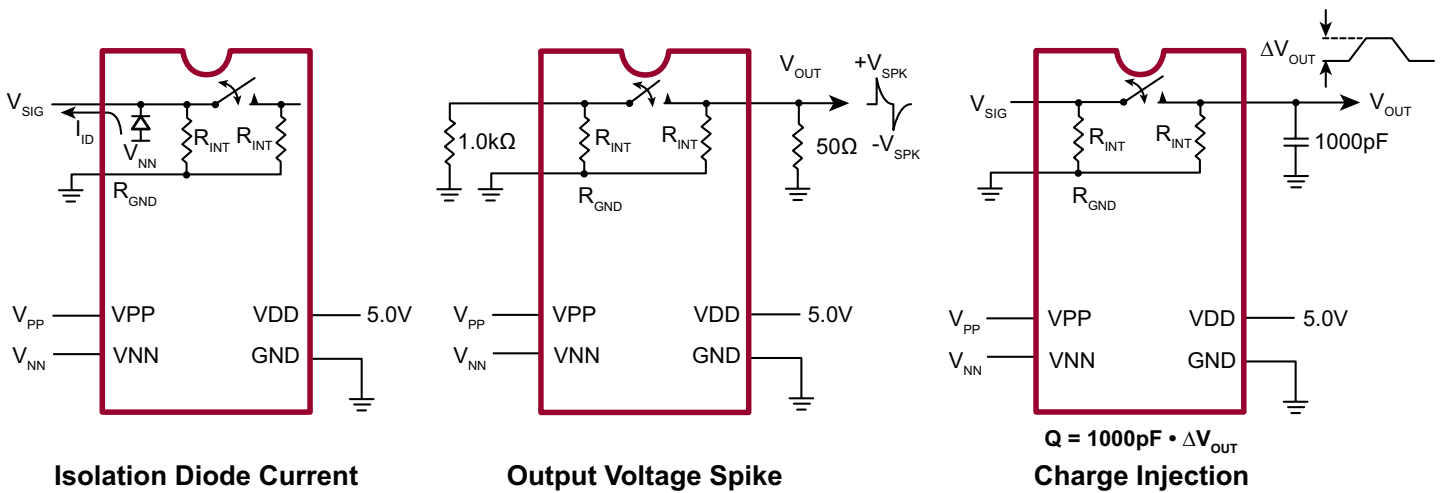 V_SIG
I_ID
V_NN
R_INT
R_INT
R_GND
V_PP
VPP
VDD
5.0V
V_NN
VNN
GND
Isolation Diode Current
V_OUT
+V_SPK
1.0kΩ
R_INT
R_INT
50Ω
-V_SPK
R_GND
V_PP
VPP
VDD
5.0V
V_NN
VNN
GND
Output Voltage Spike
ΔV_OUT
V_SIG
V_OUT
R_INT
R_INT
1000pF
R_GND
V_PP
VPP
VDD
5.0V
V_NN
VNN
GND
Q = 1000pF • ΔV_OUT
Charge Injection